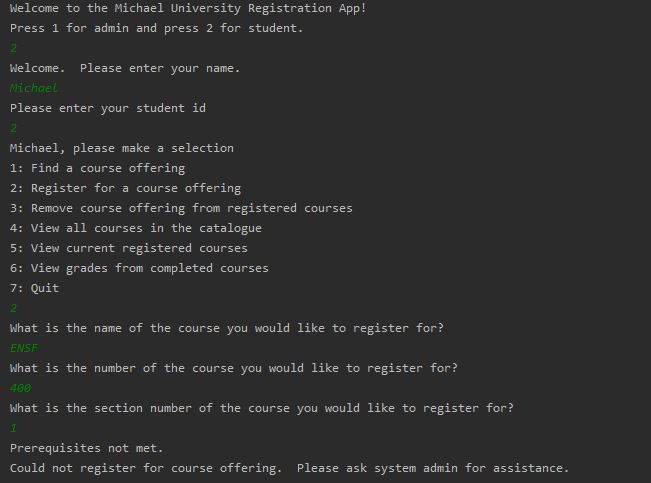 Welcome to the Michael University Registration App!
Press 1 for admin and press 2 for student.
2
Welcome.  Please enter your name.
Michael
Please enter your student id
2
Michael, please make a selection
1: Find a course offering
2: Register for a course offering
3: Remove course offering from registered courses
4: View all courses in the catalogue
5: View current registered courses
6: View grades from completed courses
7: Quit
2
What is the name of the course you would like to register for?
ENSF
What is the number of the course you would like to register for?
400
What is the section number of the course you would like to register for?
1
Prerequisites not met.
Could not register for course offering.  Please ask system admin for assistance.